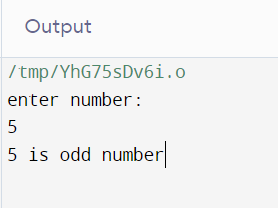 Output
/tmp/YhG75sDv6i.o
enter number:
5
5 is odd number